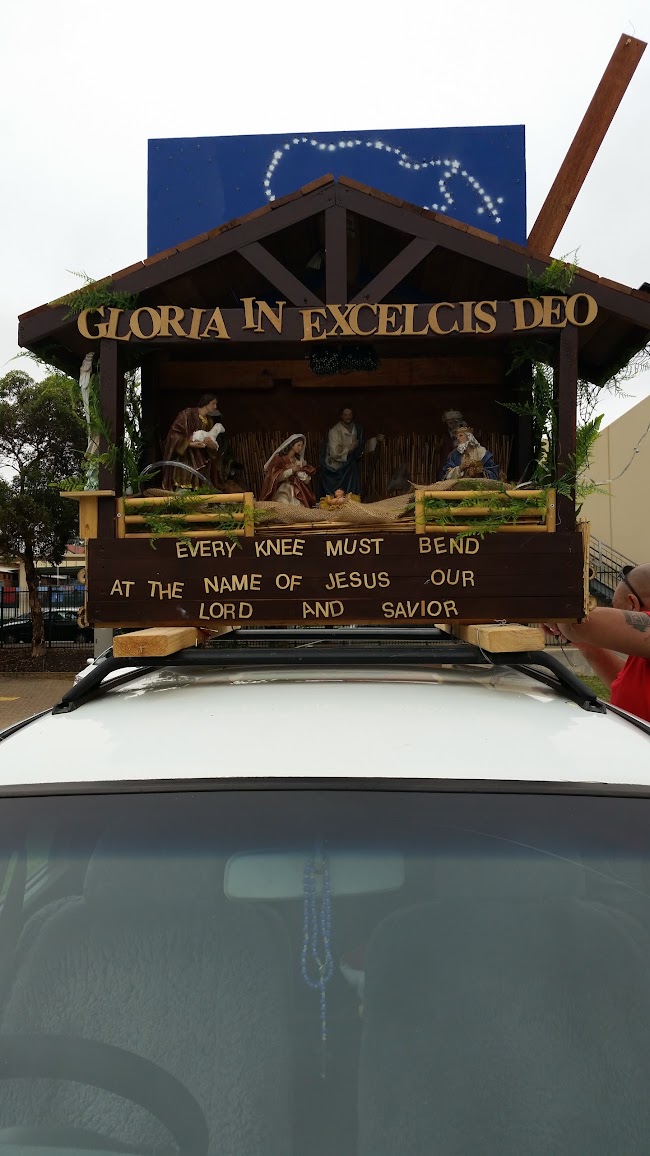 GLORIA IN EXCELCIS DEO
EVERY KNEE MUST BEND
AT THE NAME OF JESUS OUR
LORD AND SAVIOR